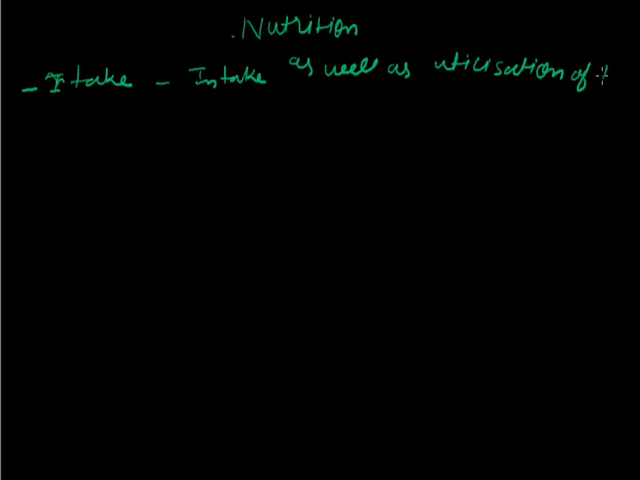 .Nutrition
- Intake - Intake as well as utilisation of